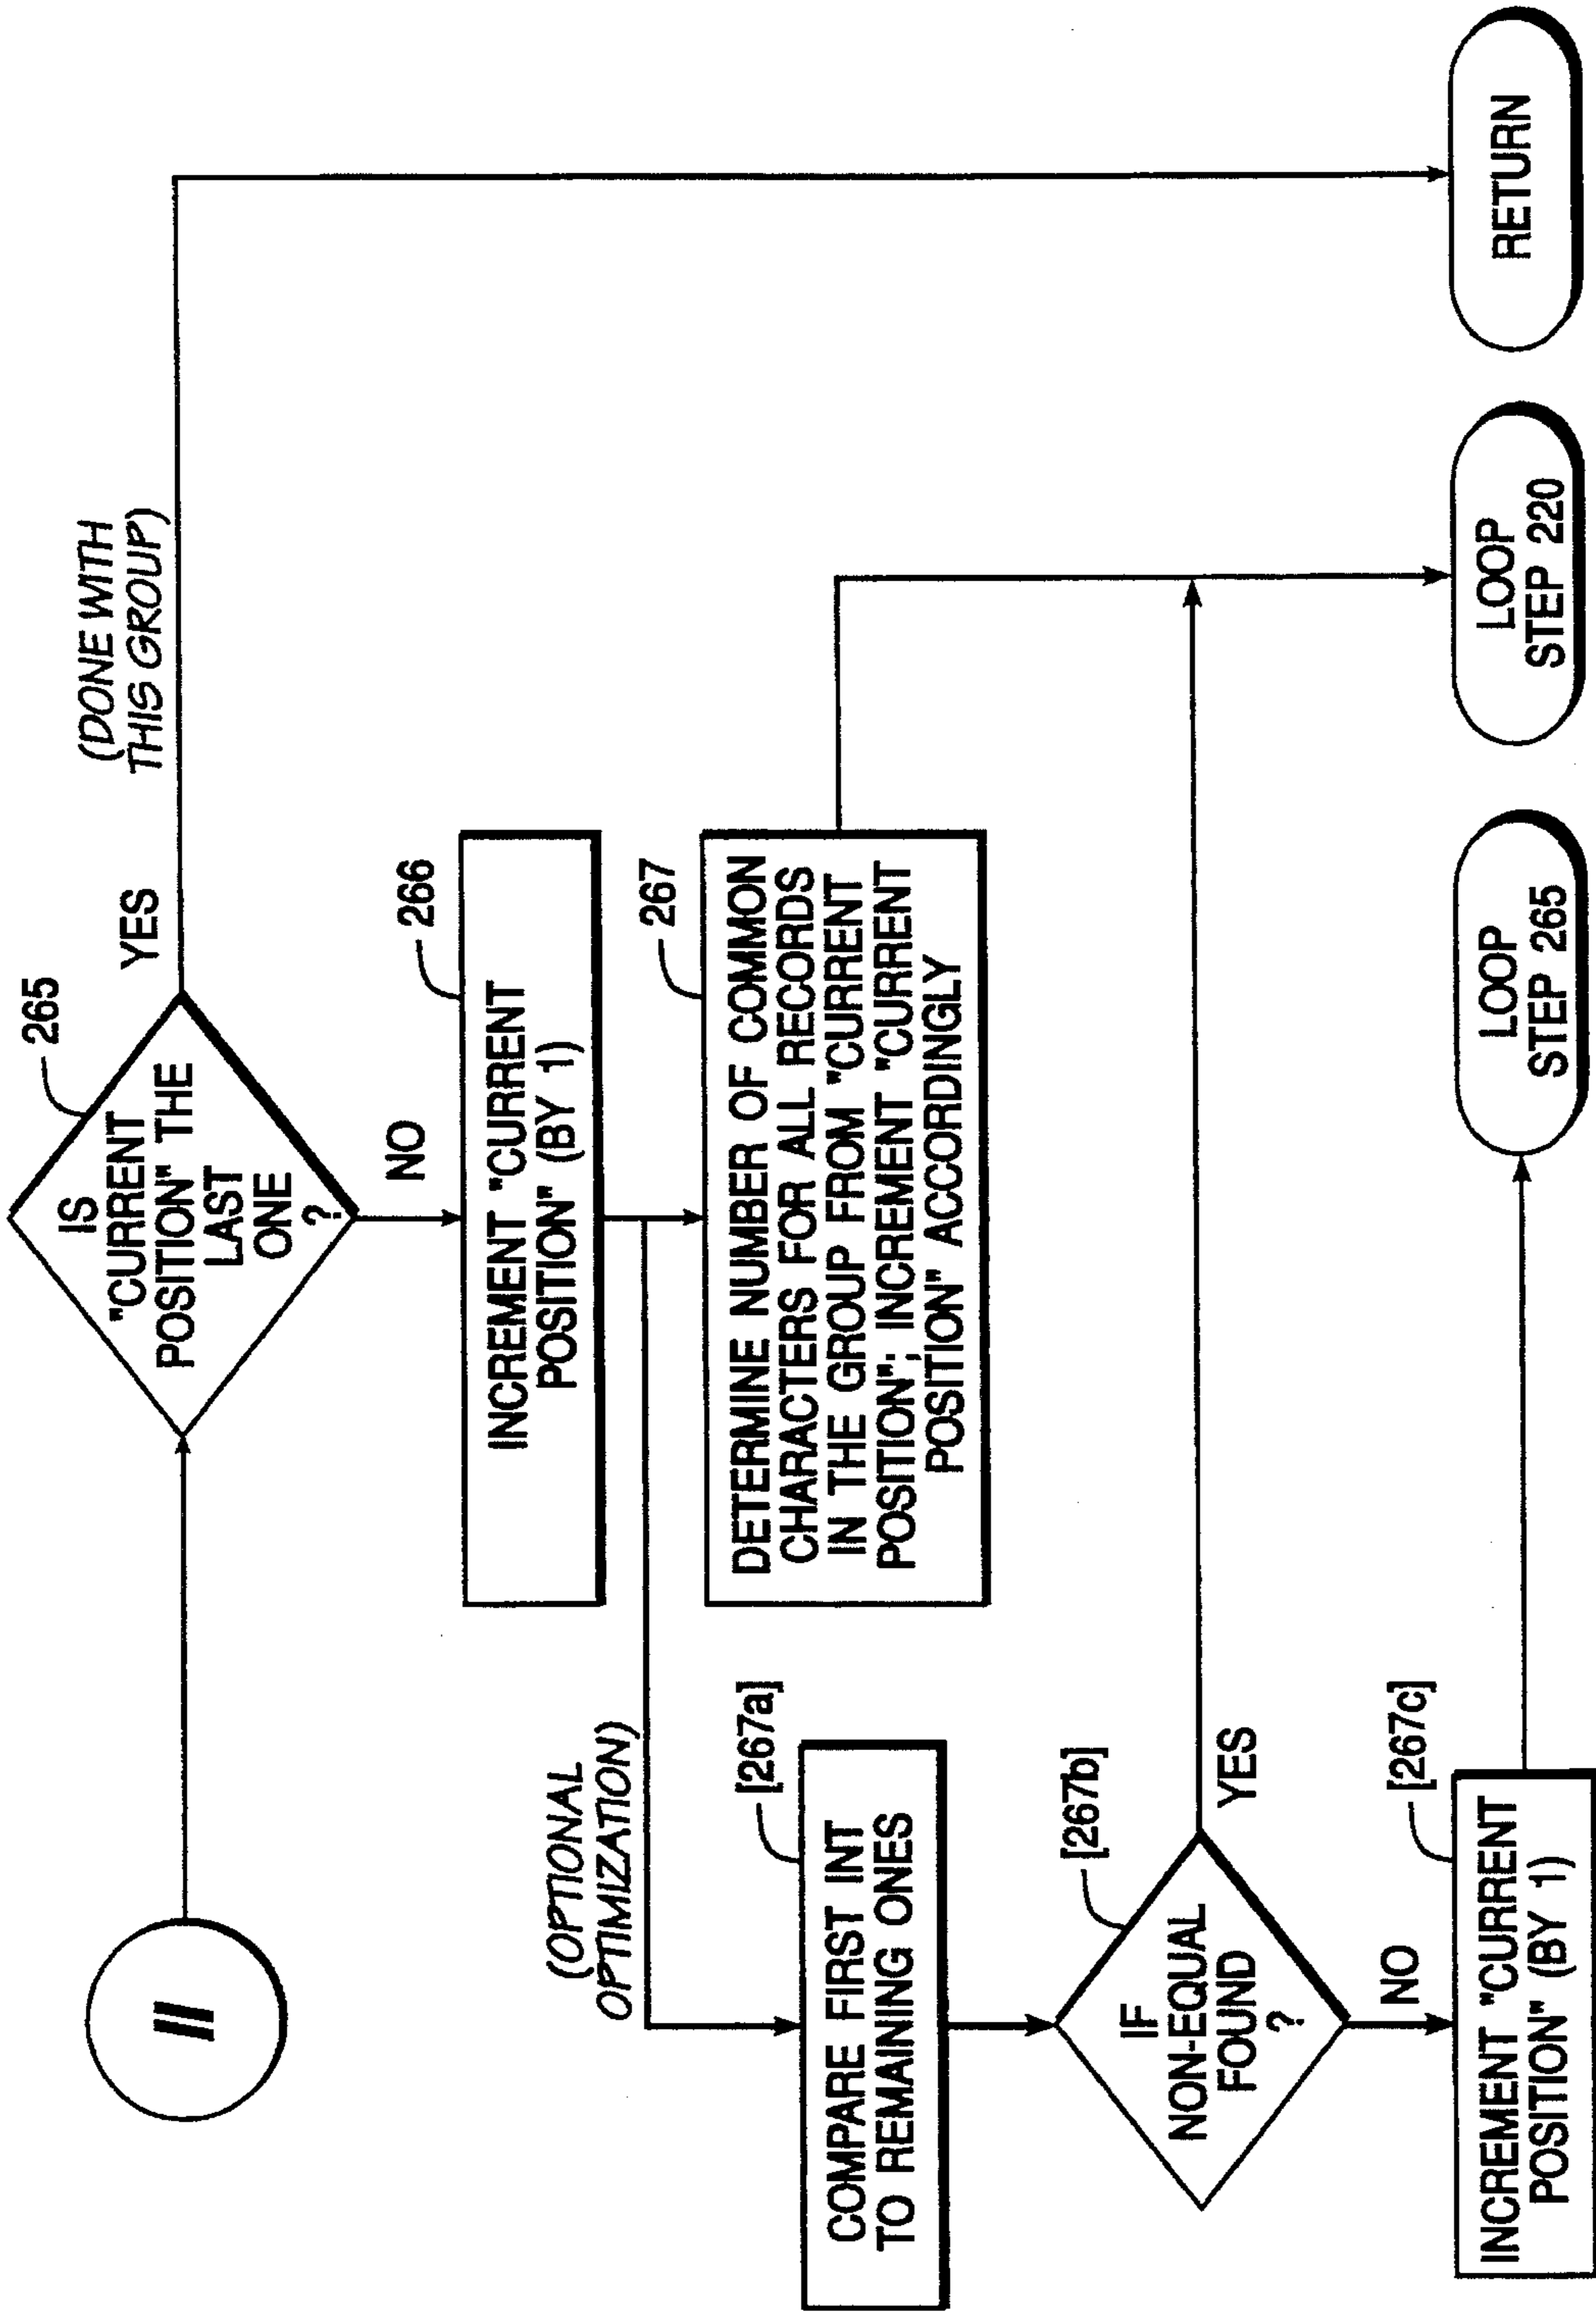 II
265
IS
"CURRENT
POSITION" THE
LAST
ONE
?
YES
(DONE WITH
THIS GROUP)
NO
266
INCREMENT "CURRENT
POSITION" (BY 1)
267
DETERMINE NUMBER OF COMMON
CHARACTERS FOR ALL RECORDS
IN THE GROUP FROM "CURRENT
POSITION"; INCREMENT "CURRENT
POSITION" ACCORDINGLY
(OPTIONAL
OPTIMIZATION)
[267a]
COMPARE FIRST INT
TO REMAINING ONES
[267b]
IF
NON-EQUAL
FOUND
?
YES
NO
[267c]
INCREMENT "CURRENT
POSITION" (BY 1)
LOOP
STEP 265
LOOP
STEP 220
RETURN